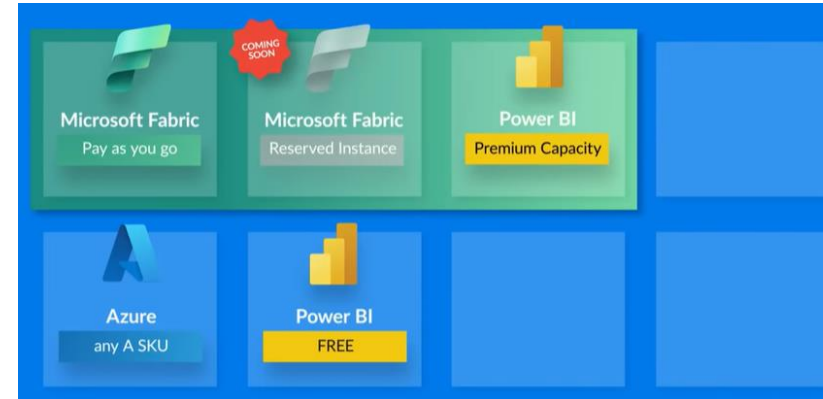 COMING
SOON
Microsoft Fabric
Pay as you go
Microsoft Fabric
Reserved Instance
Power BI
Premium Capacity
Azure
any A SKU
Power BI
FREE